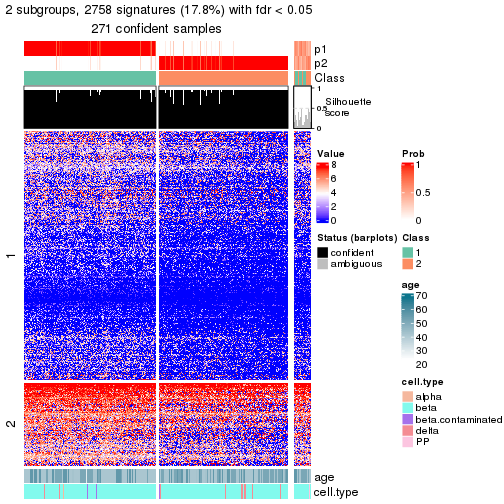 2 subgroups, 2758 signatures (17.8%) with fdr < 0.05
271 confident samples
p1
p2
Class
1
0.5
0
Silhouette
score
1
2
age
cell.type
Value
8
6
4
2
0
Prob
1
0.5
0
Status (barplots)
confident
ambiguous
Class
1
2
age
70
60
50
40
30
20
cell.type
alpha
beta
beta.contaminated
delta
PP